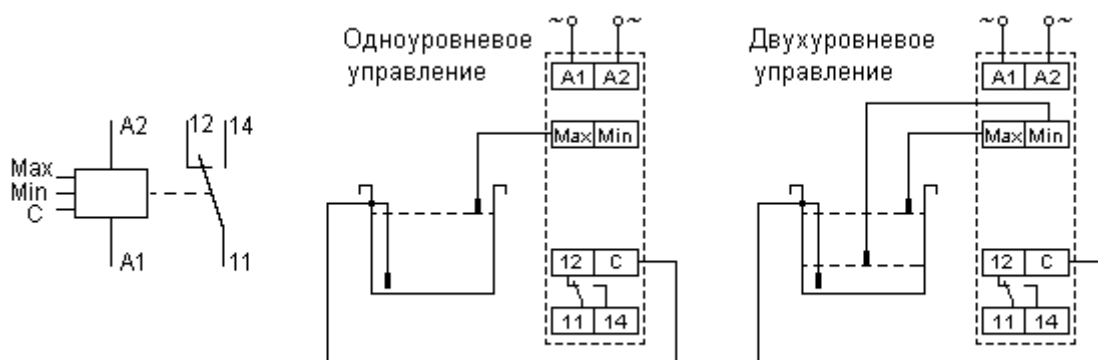 12 14
A2
Max
Min
C
A1
11
Одноуровневое
управление
~ ~
A1 A2
Max Min
12 C
11 14
Двухуровневое
управление
~ ~
A1 A2
Max Min
12 C
11 14